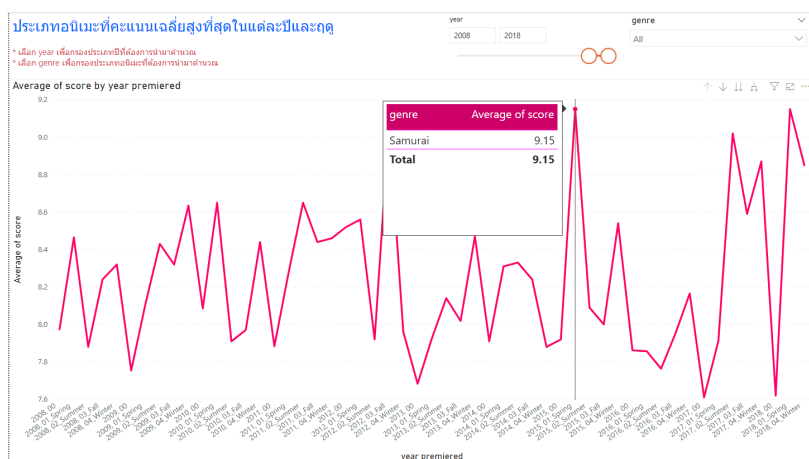 ประเภทอนิเมะที่คะแนนเฉลี่ยสูงที่สุดในแต่ละปีและฤดู
* เลือก year เพื่อกรองประเภทปีที่ต้องการนำมาคำนวณ
* เลือก genre เพื่อกรองประเภทอนิเมะที่ต้องการนำมาคำนวณ
year
2008 2018
genre
All
Average of score by year premiered
genre Average of score
Samurai 9.15
Total 9.15
Average of score
9.2
9.0
8.8
8.6
8.4
8.2
8.0
7.8
7.6
2008_00
2008_01_Spring
2008_02_Summer
2008_03_Fall
2008_04_Winter
2009_00
2009_01_Spring
2009_02_Summer
2009_03_Fall
2009_04_Winter
2010_00
2010_01_Spring
2010_02_Summer
2010_03_Fall
2010_04_Winter
2011_00
2011_01_Spring
2011_02_Summer
2011_03_Fall
2011_04_Winter
2012_00
2012_01_Spring
2012_02_Summer
2012_03_Fall
2012_04_Winter
2013_00
2013_01_Spring
2013_02_Summer
2013_03_Fall
2013_04_Winter
2014_00
2014_01_Spring
2014_02_Summer
2014_03_Fall
2014_04_Winter
2015_00
2015_01_Spring
2015_02_Summer
2015_03_Fall
2015_04_Winter
2016_00
2016_01_Spring
2016_02_Summer
2016_03_Fall
2016_04_Winter
2017_00
2017_01_Spring
2017_02_Summer
2017_03_Fall
2017_04_Winter
2018_00
2018_01_Spring
2018_04_Winter
year premiered